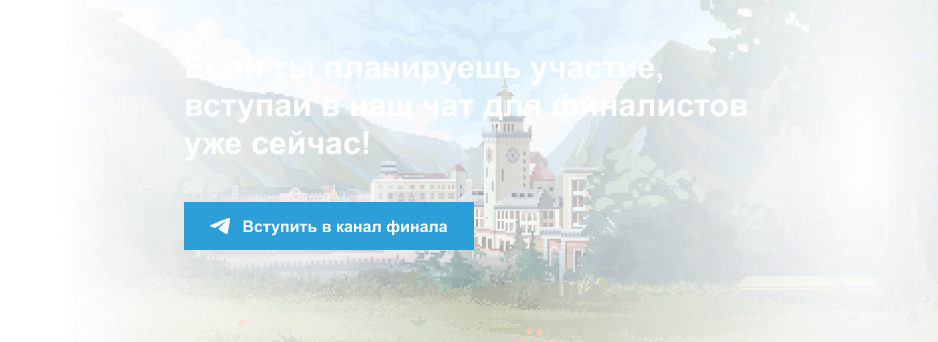 Если ты планируешь участие,
вступай в наш чат для финалистов
уже сейчас!
Вступить в канал финала